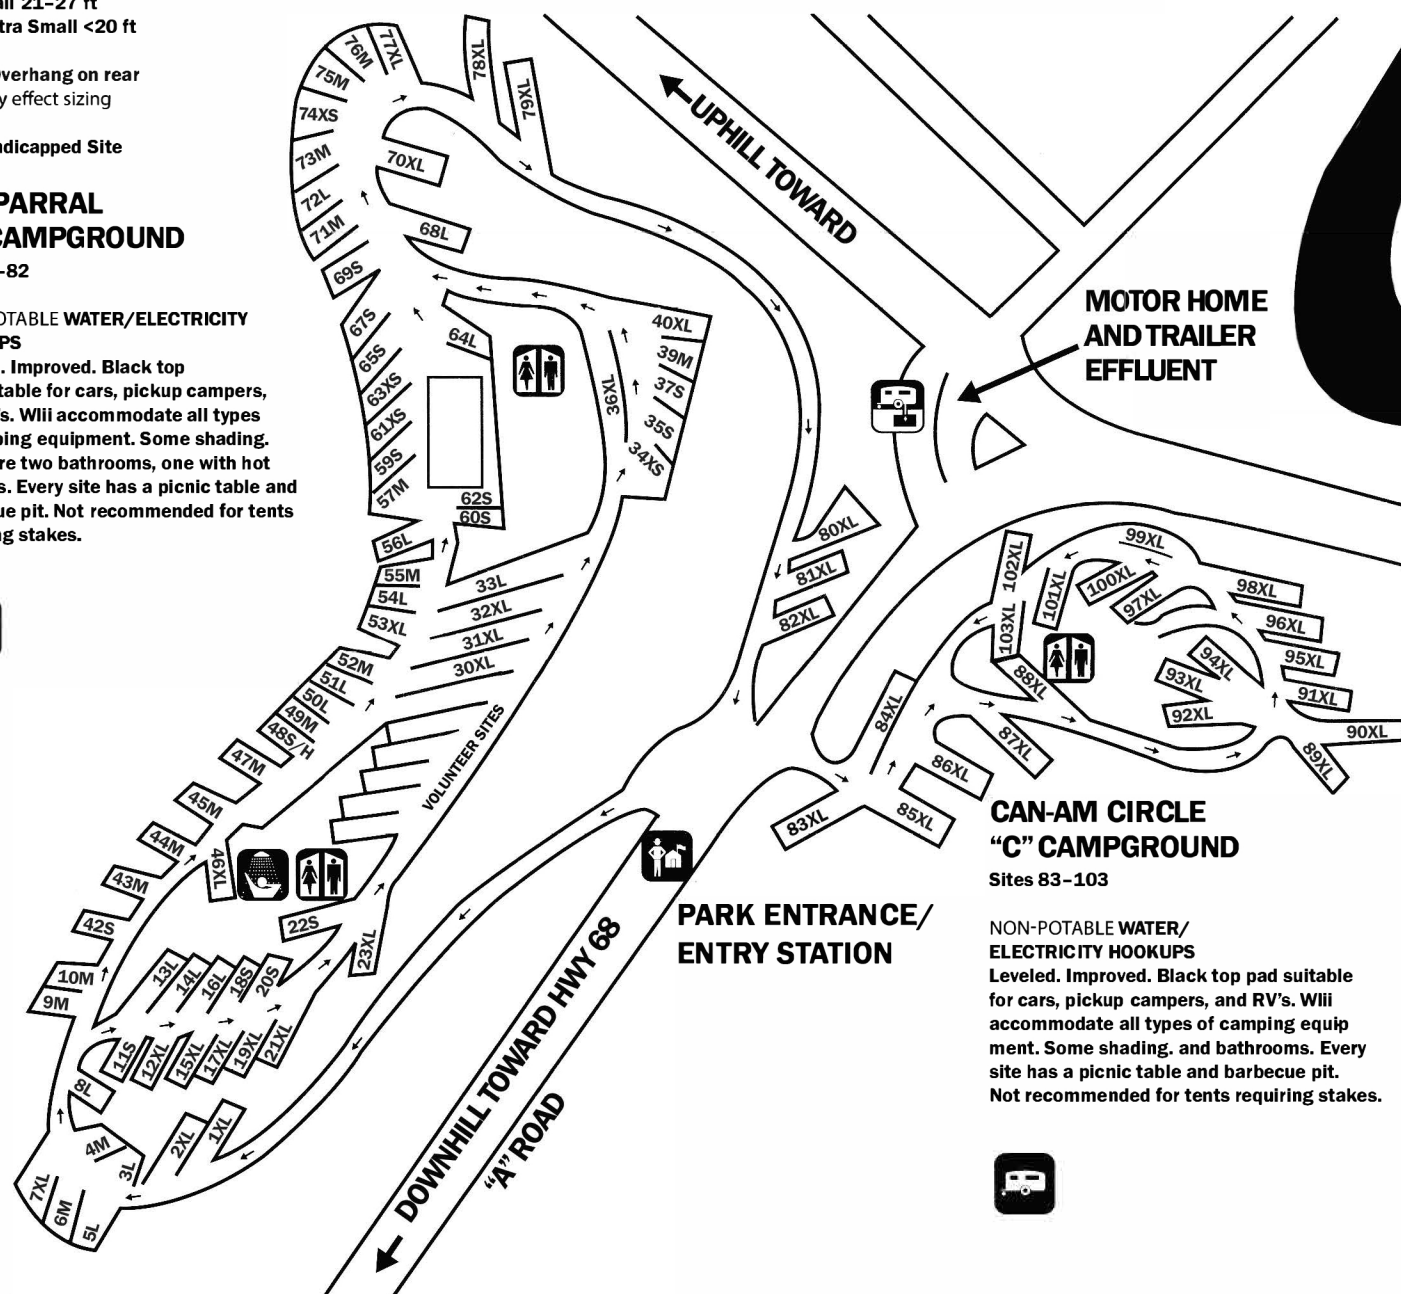 all 21–27 ft
tra Small <20 ft
verhang on rear
y effect sizing
ndicapped Site
PARRAL
CAMPGROUND
–82
OTABLE WATER/ELECTRICITY
PS
. Improved. Black top
table for cars, pickup campers,
's. Wlii accommodate all types
ping equipment. Some shading.
re two bathrooms, one with hot
s. Every site has a picnic table and
ue pit. Not recommended for tents
ng stakes.
77XL
76M
75M
74XS
73M
72L
71M
69S
67S
65S
63XS
61XS
59S
57M
56L
55M
54L
53XL
52M
51L
50L
49M
48S/H
47M
45M
44M
43M
42S
10M
9M
78XL
79XL
70XL
68L
64L
62S
60S
40XL
39M
37S
35S
34XS
36XL
33L
32XL
31XL
30XL
VOLUNTEER SITES
46XL
22S
23XL
13L
14L
16L
18S
20S
11S
12XL
15XL
17XL
19XL
21XL
8L
4M
3L
2XL
1XL
7XL
6M
5L
UPHILL TOWARD
MOTOR HOME
AND TRAILER
EFFLUENT
80XL
81XL
82XL
102XL
103XL
101XL
100XL
99XL
97XL
98XL
96XL
95XL
94XL
93XL
92XL
91XL
90XL
89XL
88XL
87XL
86XL
85XL
84XL
83XL
PARK ENTRANCE/
ENTRY STATION
DOWNHILL TOWARD HWY 68
"A" ROAD
CAN-AM CIRCLE
“C” CAMPGROUND
Sites 83–103
NON-POTABLE WATER/
ELECTRICITY HOOKUPS
Leveled. Improved. Black top pad suitable
for cars, pickup campers, and RV's. Wlii
accommodate all types of camping equip
ment. Some shading. and bathrooms. Every
site has a picnic table and barbecue pit.
Not recommended for tents requiring stakes.